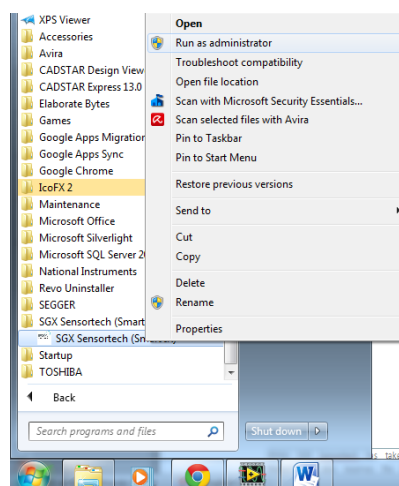 XPS Viewer
Accessories
Avira
CADSTAR Design View
CADSTAR Express 13.0
Elaborate Bytes
Games
Google Apps Migration
Google Apps Sync
Google Chrome
IcoFX 2
Maintenance
Microsoft Office
Microsoft Silverlight
Microsoft SQL Server 20
National Instruments
Revo Uninstaller
SEGGER
SGX Sensortech (Smart
SGX Sensortech (Smartech)
Startup
TOSHIBA
Back
Search programs and files
Shut down
Open
Run as administrator
Troubleshoot compatibility
Open file location
Scan with Microsoft Security Essentials...
Scan selected files with Avira
Pin to Taskbar
Pin to Start Menu
Restore previous versions
Send to
Cut
Copy
Delete
Rename
Properties